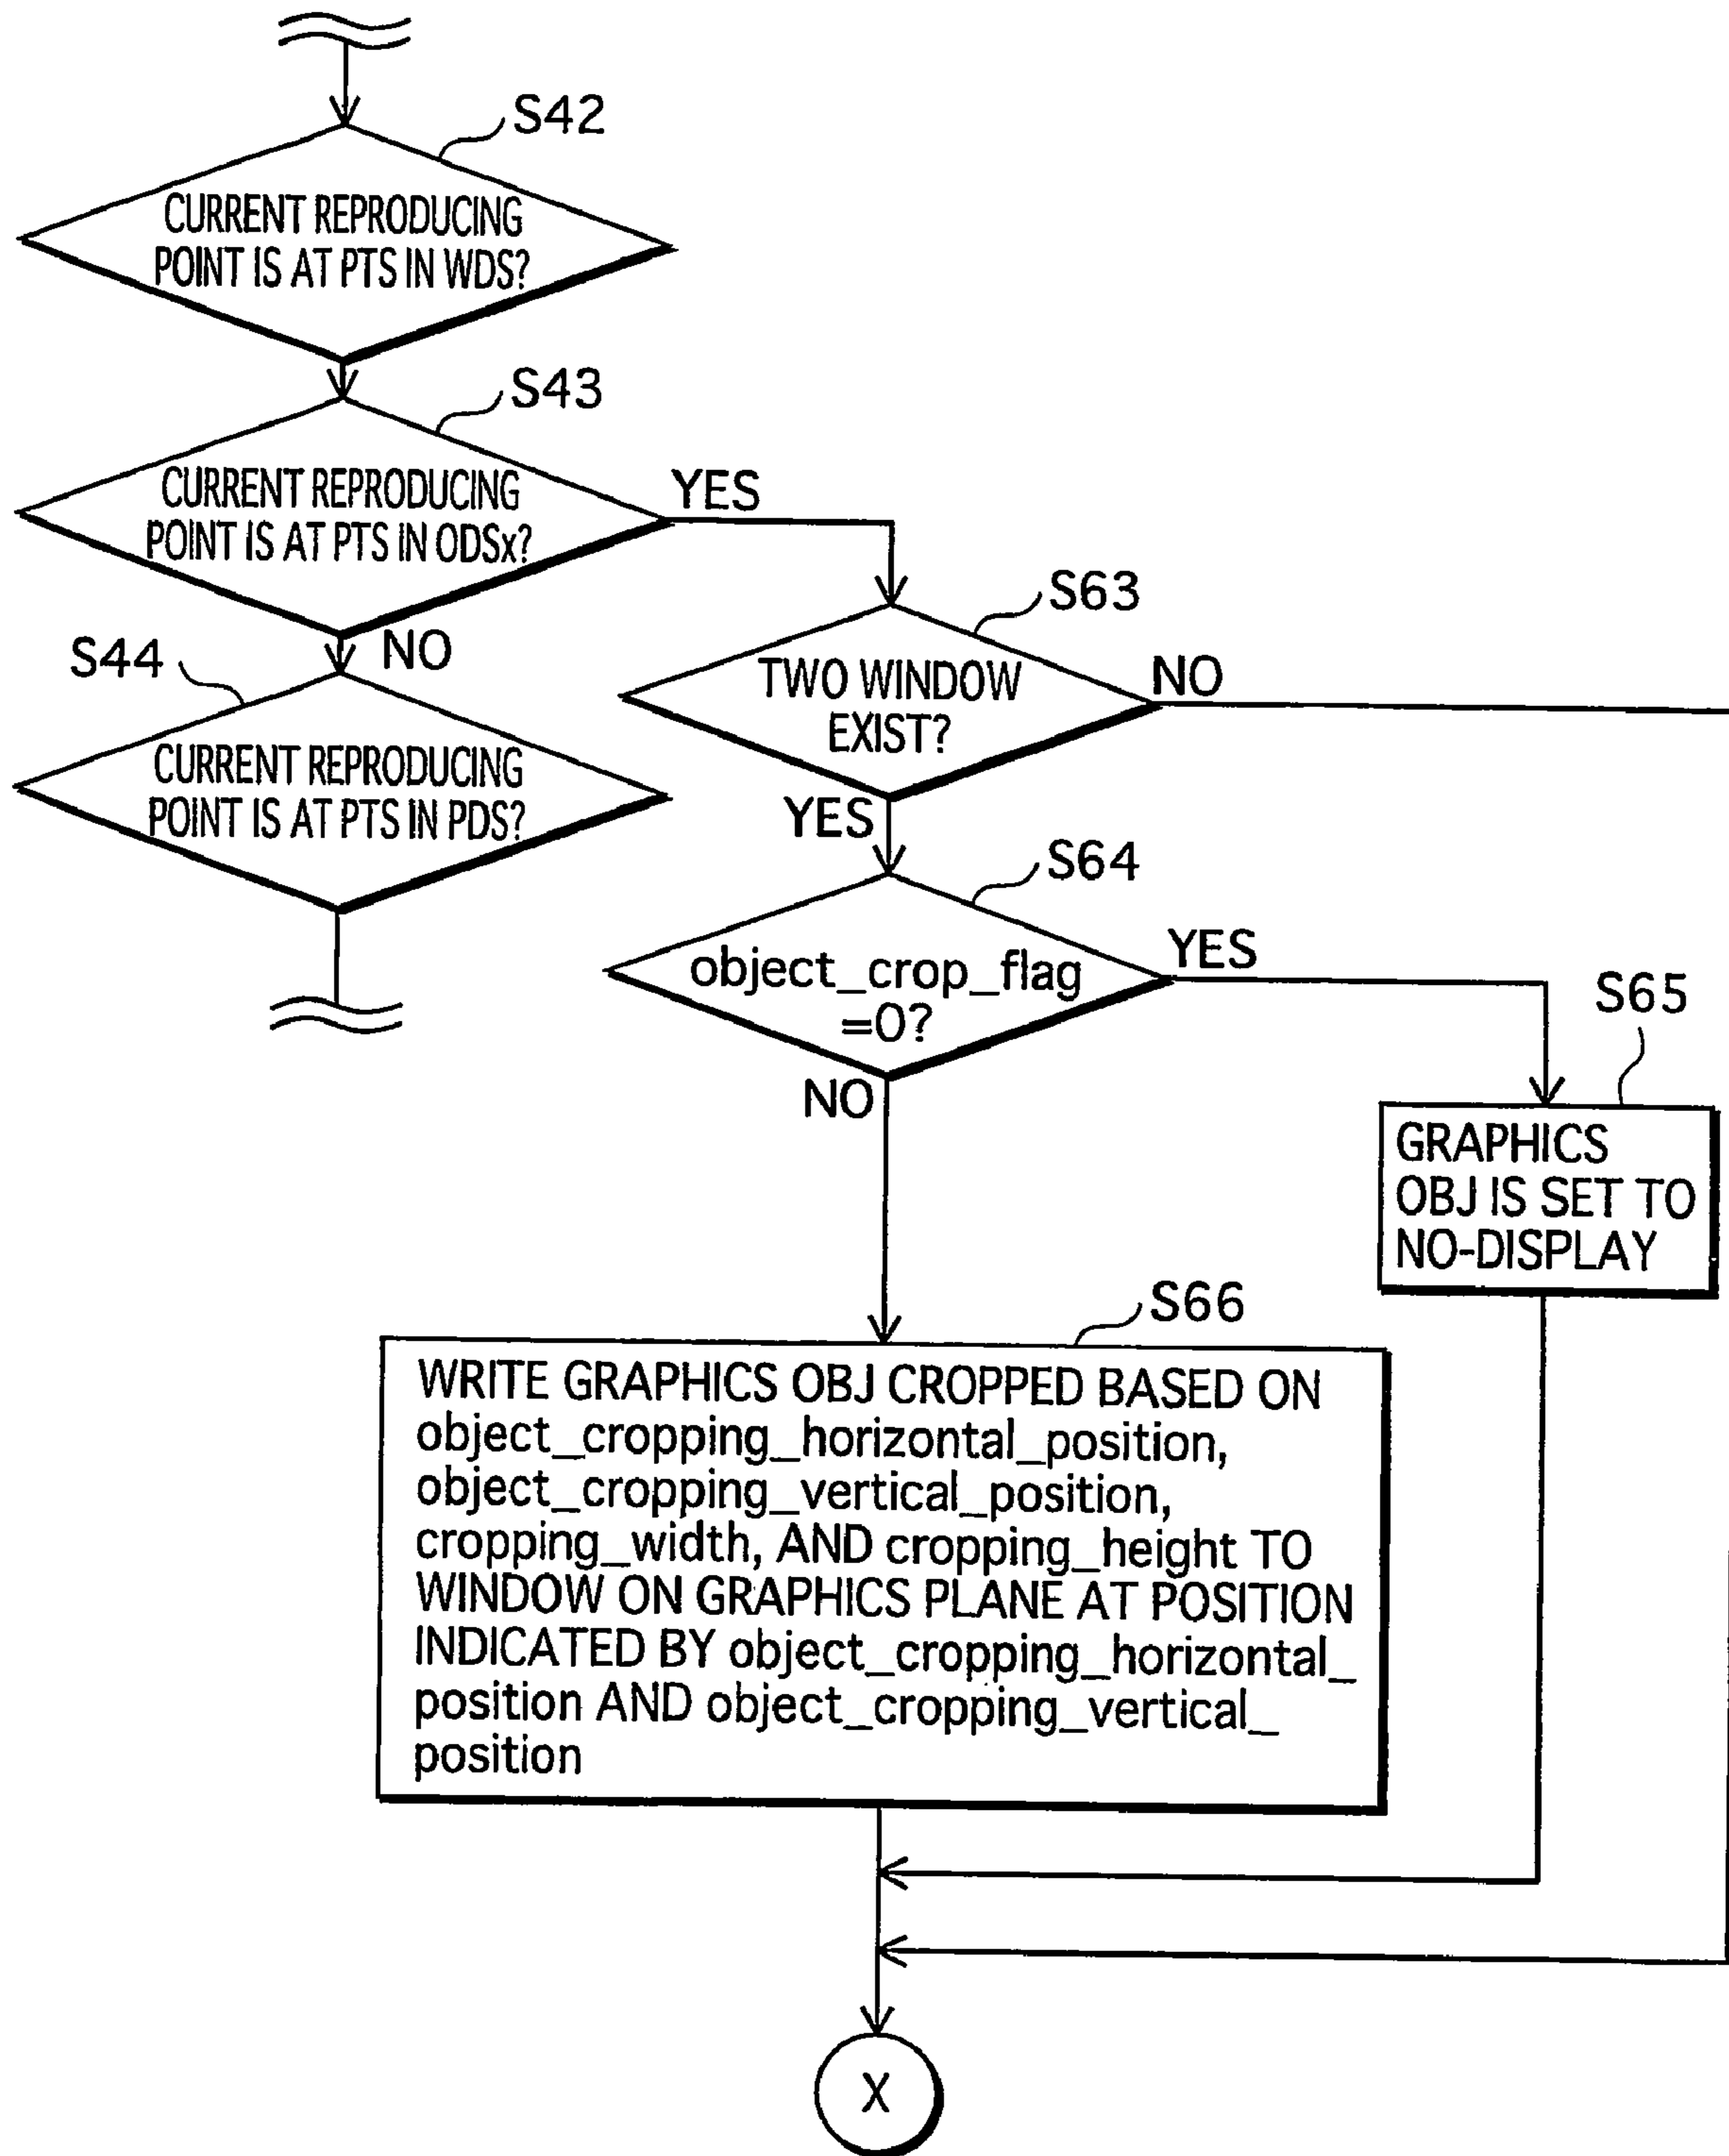 S42
CURRENT REPRODUCING
POINT IS AT PTS IN WDS?
S43
CURRENT REPRODUCING
POINT IS AT PTS IN ODSx?
YES
NO
S44
CURRENT REPRODUCING
POINT IS AT PTS IN PDS?
S63
TWO WINDOW
EXIST?
NO
YES
S64
object_crop_flag
=0?
YES
NO
S65
GRAPHICS
OBJ IS SET TO
NO-DISPLAY
S66
WRITE GRAPHICS OBJ CROPPED BASED ON
object_cropping_horizontal_position,
object_cropping_vertical_position,
cropping_width, AND cropping_height TO
WINDOW ON GRAPHICS PLANE AT POSITION
INDICATED BY object_cropping_horizontal_
position AND object_cropping_vertical_
position
X